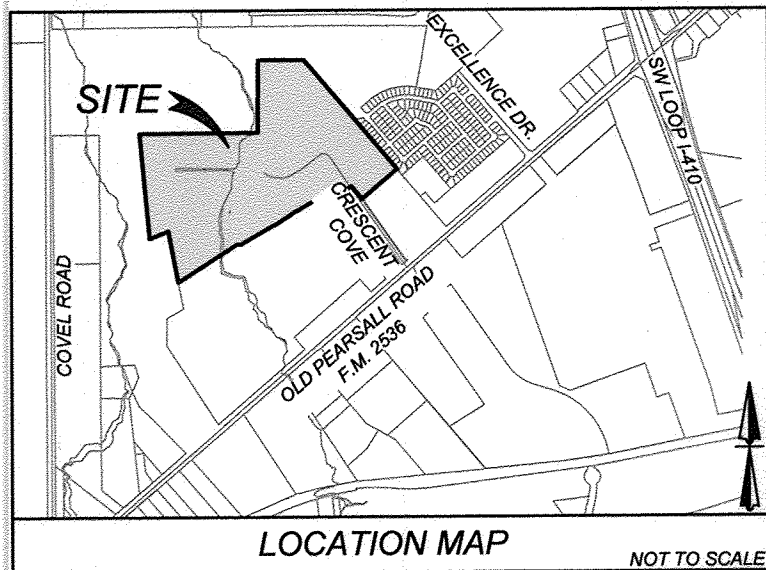 EXCELLENCE DR.
SITE
SW LOOP I-410
CRESCENT
COVE
COVEL ROAD
OLD PEARSALL ROAD
F.M. 2536
LOCATION MAP
NOT TO SCALE